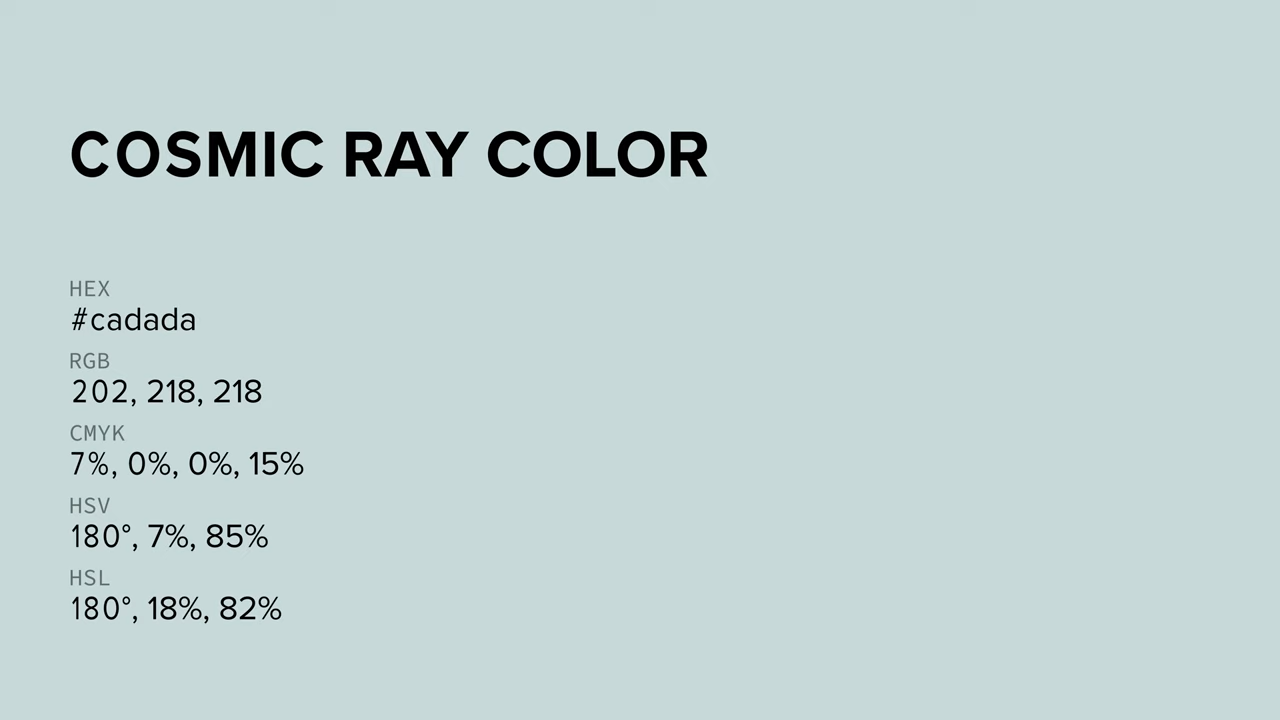 COSMIC RAY COLOR
HEX
#cadada
RGB
202, 218, 218
CMYK
7%, 0%, 0%, 15%
HSV
180°, 7%, 85%
HSL
180°, 18%, 82%